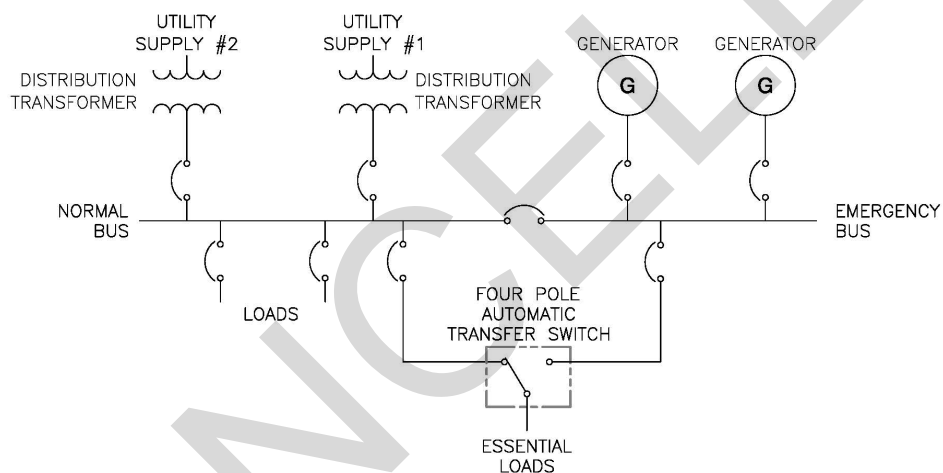 UTILITY
SUPPLY #2
UTILITY
SUPPLY #1
GENERATOR
GENERATOR
DISTRIBUTION
TRANSFORMER
DISTRIBUTION
TRANSFORMER
G
G
NORMAL
BUS
EMERGENCY
BUS
LOADS
FOUR POLE
AUTOMATIC
TRANSFER SWITCH
ESSENTIAL
LOADS